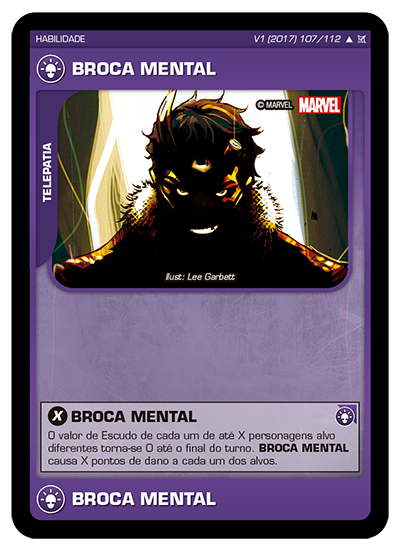 HABILIDADE V1 (2017) 107/112
BROCA MENTAL
TELEPATIA
© MARVEL MARVEL
Illust: Lee Garbett
X BROCA MENTAL
O valor de Escudo de cada um de até X personagens alvo
diferentes torna-se 0 até o final do turno. BROCA MENTAL
causa X pontos de dano a cada um dos alvos.
BROCA MENTAL